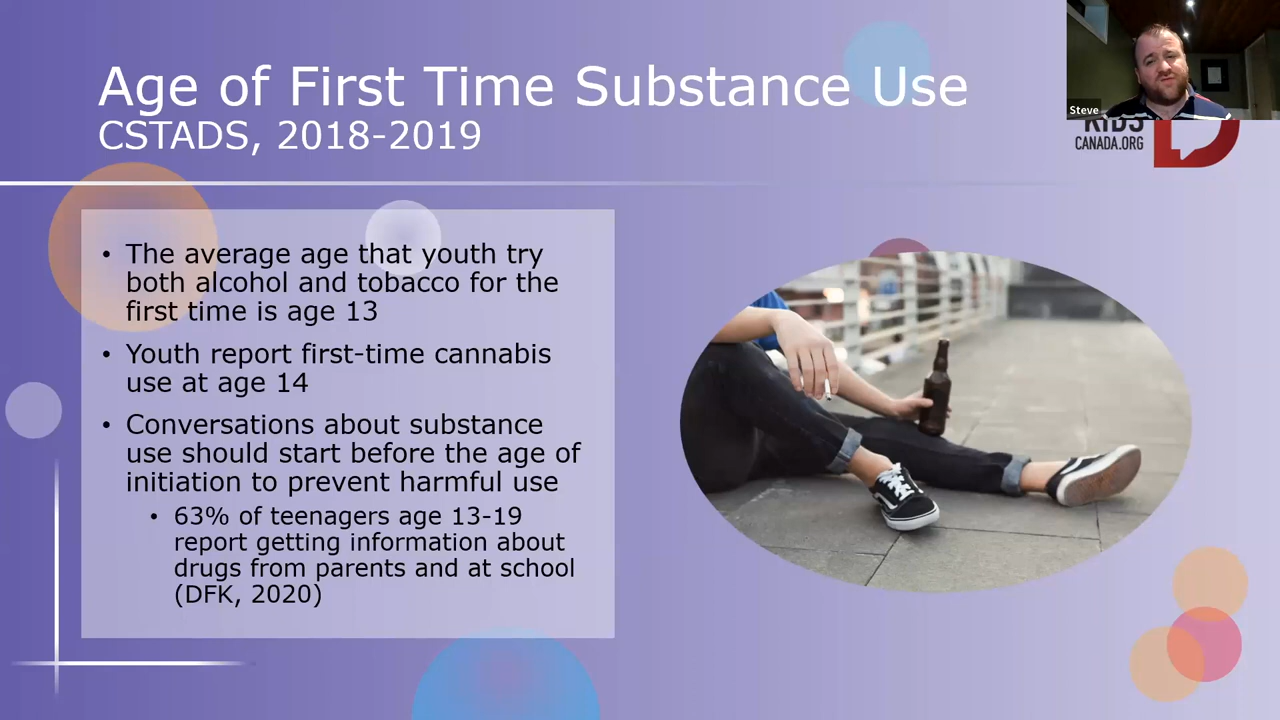 Age of First Time Substance Use
CSTADS, 2018-2019
Steve
KIDS
CANADA.ORG
• The average age that youth try
both alcohol and tobacco for the
first time is age 13
• Youth report first-time cannabis
use at age 14
• Conversations about substance
use should start before the age of
initiation to prevent harmful use
• 63% of teenagers age 13-19
report getting information about
drugs from parents and at school
(DFK, 2020)